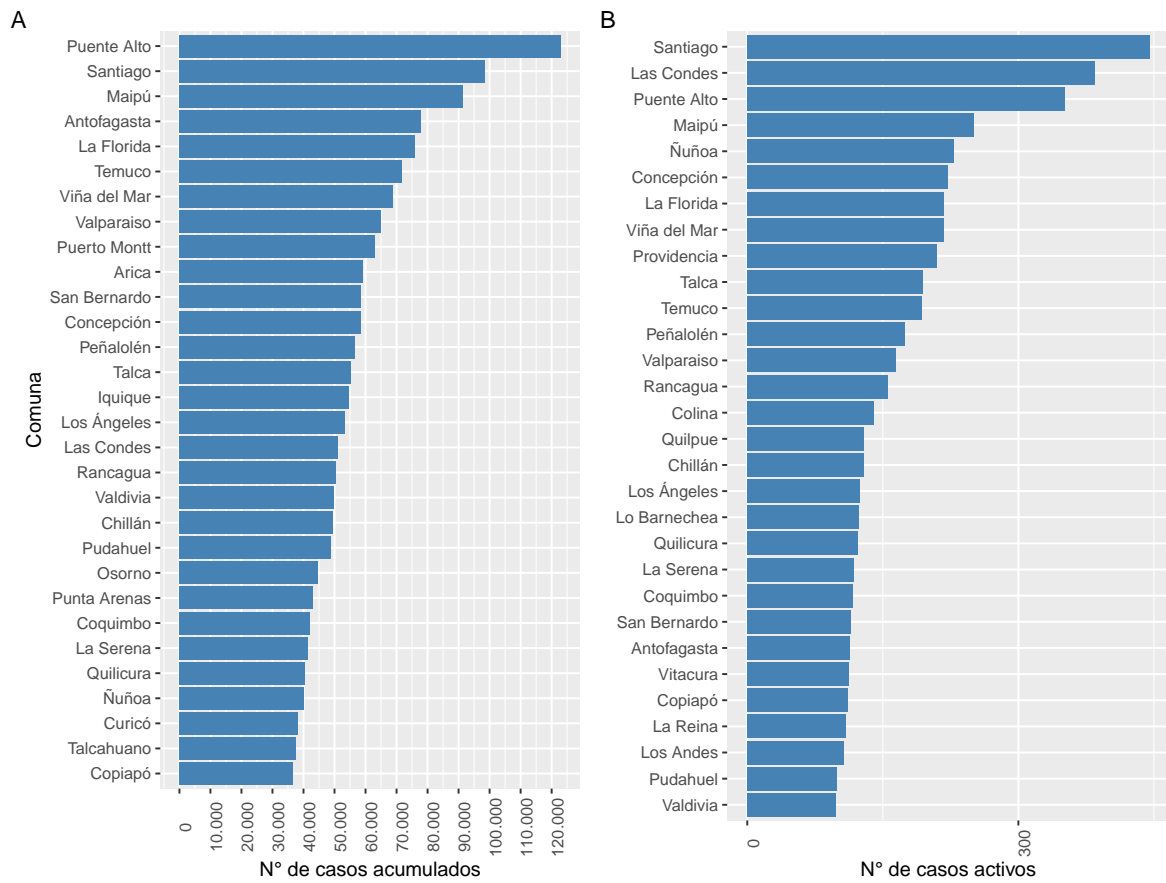 A
Puente Alto
Santiago
Maipú
Antofagasta
La Florida
Temuco
Viña del Mar
Valparaiso
Puerto Montt
Arica
San Bernardo
Concepción
Peñalolén
Talca
Iquique
Los Ángeles
Las Condes
Rancagua
Valdivia
Chillán
Pudahuel
Osorno
Punta Arenas
Coquimbo
La Serena
Quilicura
Ñuñoa
Curicó
Talcahuano
Copiapó
Comuna
0
10.000
20.000
30.000
40.000
50.000
60.000
70.000
80.000
90.000
100.000
110.000
120.000
N° de casos acumulados
B
Santiago
Las Condes
Puente Alto
Maipú
Ñuñoa
Concepción
La Florida
Viña del Mar
Providencia
Talca
Temuco
Peñalolén
Valparaiso
Rancagua
Colina
Quilpue
Chillán
Los Ángeles
Lo Barnechea
Quilicura
La Serena
Coquimbo
San Bernardo
Antofagasta
Vitacura
Copiapó
La Reina
Los Andes
Pudahuel
Valdivia
0
300
N° de casos activos